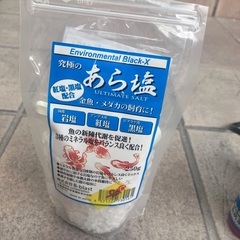 Environmental Black-X
究極の
あら塩
紅塩・黒塩
配合
ULTIMATE SALT
金魚・メダカの飼育に！
岩塩
紅塩
黒塩
魚の新陳代謝を促進！
種のミネラル塩をバランス良く配合！
250g